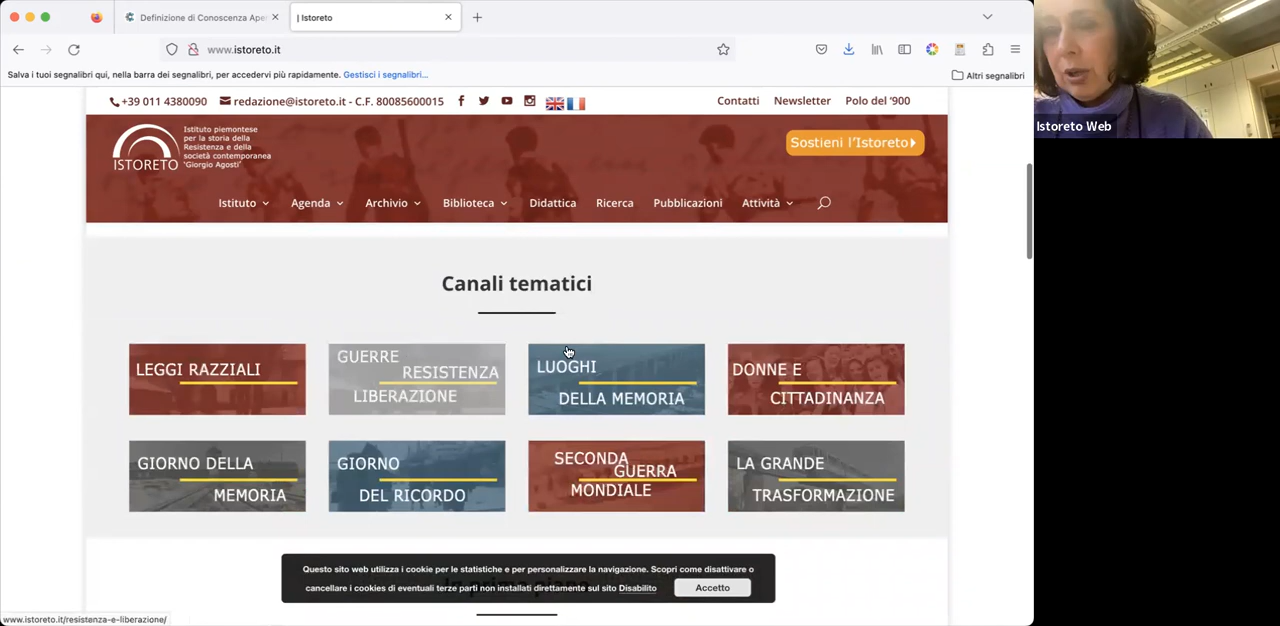 Definizione di Conoscenza Ape
| Istoreto
www.istoreto.it
Salva i tuoi segnalibri qui, nella barra dei segnalibri, per accedervi più rapidamente. Gestisci i segnalibri...
Altri segnalibri
+39 011 4380090
redazione@istoreto.it - C.F. 80085600015
Contatti
Newsletter
Polo del '900
ISTORETO
Istituto piemontese
per la storia della
Resistenza e della
società contemporanea
'Giorgio Agosti'
Sostieni l'Istoreto
Istituto
Agenda
Archivio
Biblioteca
Didattica
Ricerca
Pubblicazioni
Attività
Canali tematici
LEGGI RAZZIALI
GUERRE
RESISTENZA
LIBERAZIONE
LUOGHI
DELLA MEMORIA
DONNE E
CITTADINANZA
GIORNO DELLA
MEMORIA
GIORNO
DEL RICORDO
SECONDA
GUERRA
MONDIALE
LA GRANDE
TRASFORMAZIONE
Questo sito web utilizza i cookie per le statistiche e per personalizzare la navigazione. Scopri come disattivare o
cancellare i cookies di eventuali terze parti non installati direttamente sul sito Disabilito
Accetto
www.istoreto.it/resistenza-e-liberazione/
Istoreto Web